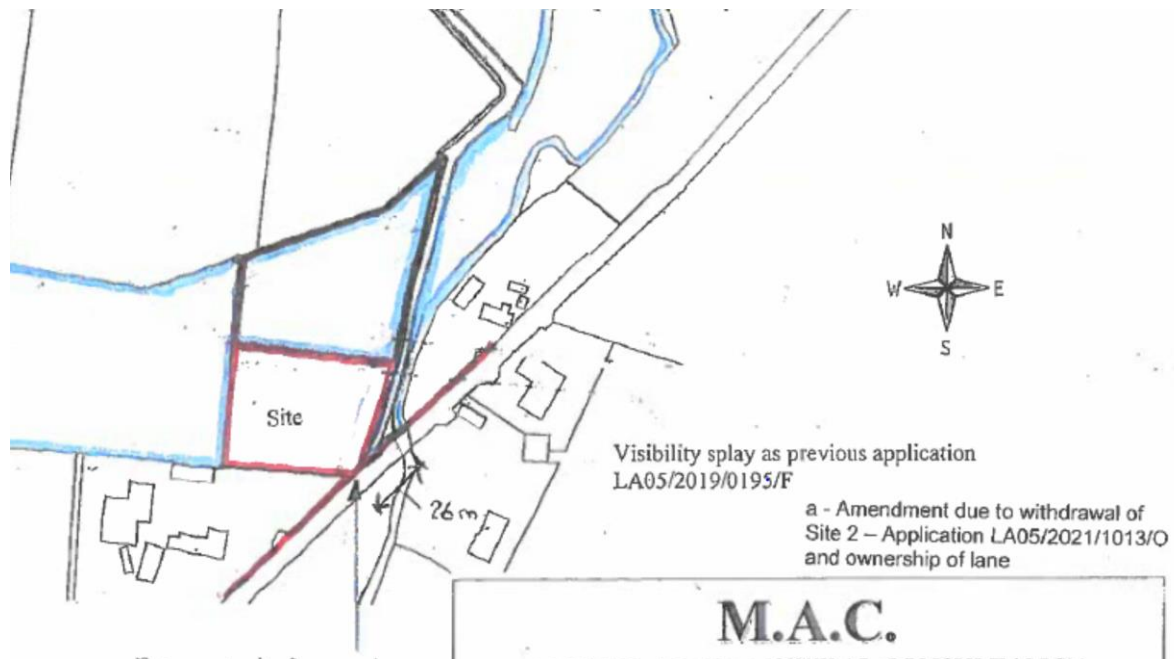 N
W E
S
Site
26m
Visibility splay as previous application
LA05/2019/0195/F
a - Amendment due to withdrawal of
Site 2 – Application LA05/2021/1013/O
and ownership of lane
M.A.C.